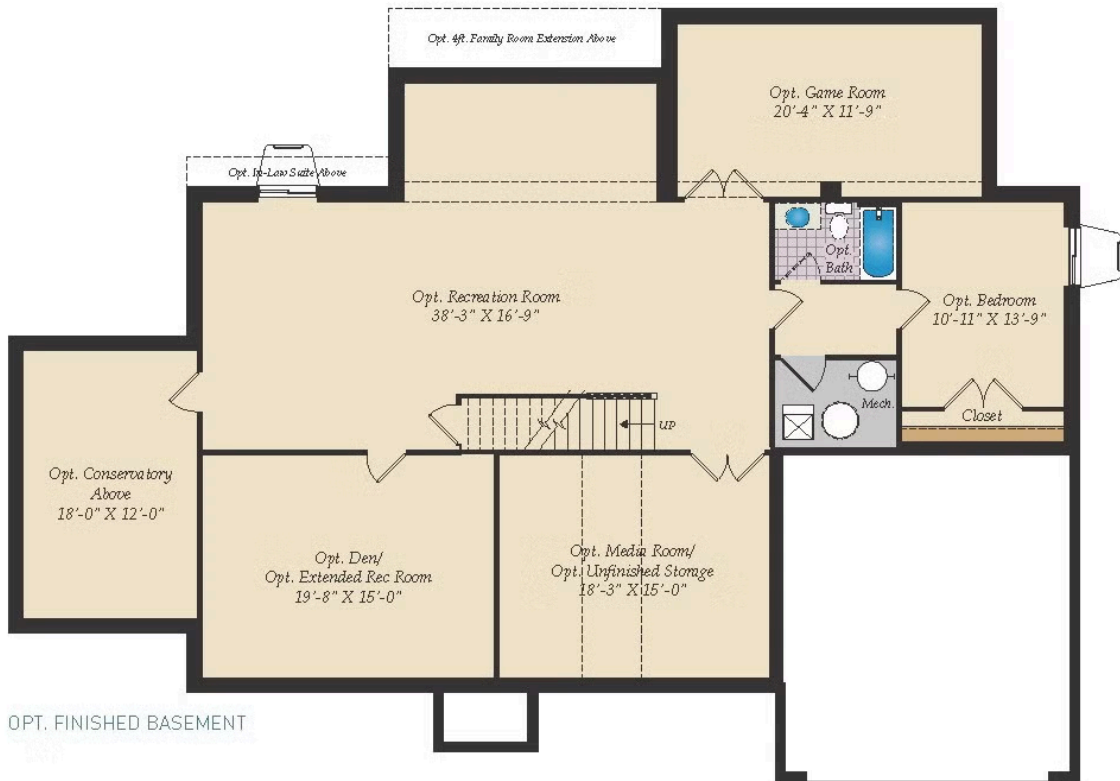 Opt. 4ft. Family Room Extension Above
Opt. Game Room
20'-4" X 11'-9"
Opt. In-Law Suite Above
Opt.
Bath
Opt. Recreation Room
38'-3" X 16'-9"
Opt. Bedroom
10'-11" X 13'-9"
Mech.
Closet
UP
Opt. Conservatory
Above
18'-0" X 12'-0"
Opt. Den/
Opt. Extended Rec Room
19'-8" X 15'-0"
Opt. Media Room/
Opt. Unfinished Storage
18'-3" X 15'-0"
OPT. FINISHED BASEMENT